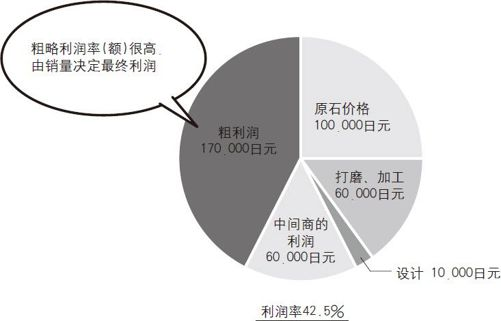 粗略利润率(额)很高.
由销量决定最终利润
粗利润
170.000日元
原石价格
100.000日元
打磨、加工
60.000日元
中间商的
利润
60.000日元
设计 10.000日元
利润率42.5%